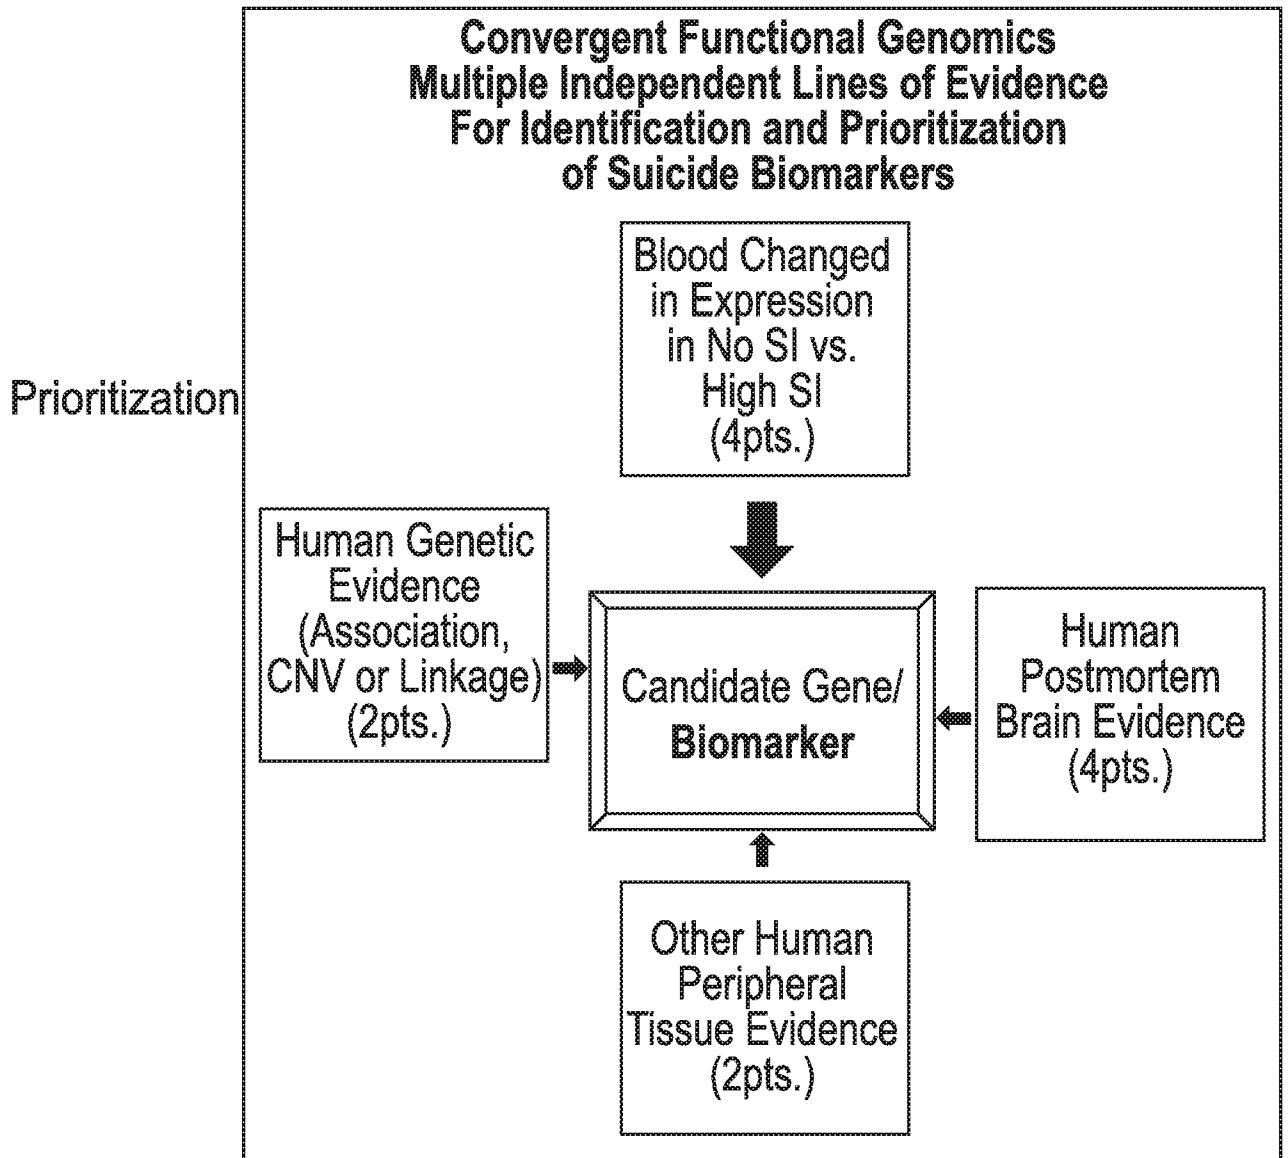 Convergent Functional Genomics
Multiple Independent Lines of Evidence
For Identification and Prioritization
of Suicide Biomarkers
Blood Changed
in Expression
in No SI vs.
High SI
(4pts.)
Prioritization
Human Genetic
Evidence
(Association,
CNV or Linkage)
(2pts.)
Candidate Gene/
Biomarker
Human
Postmortem
Brain Evidence
(4pts.)
Other Human
Peripheral
Tissue Evidence
(2pts.)